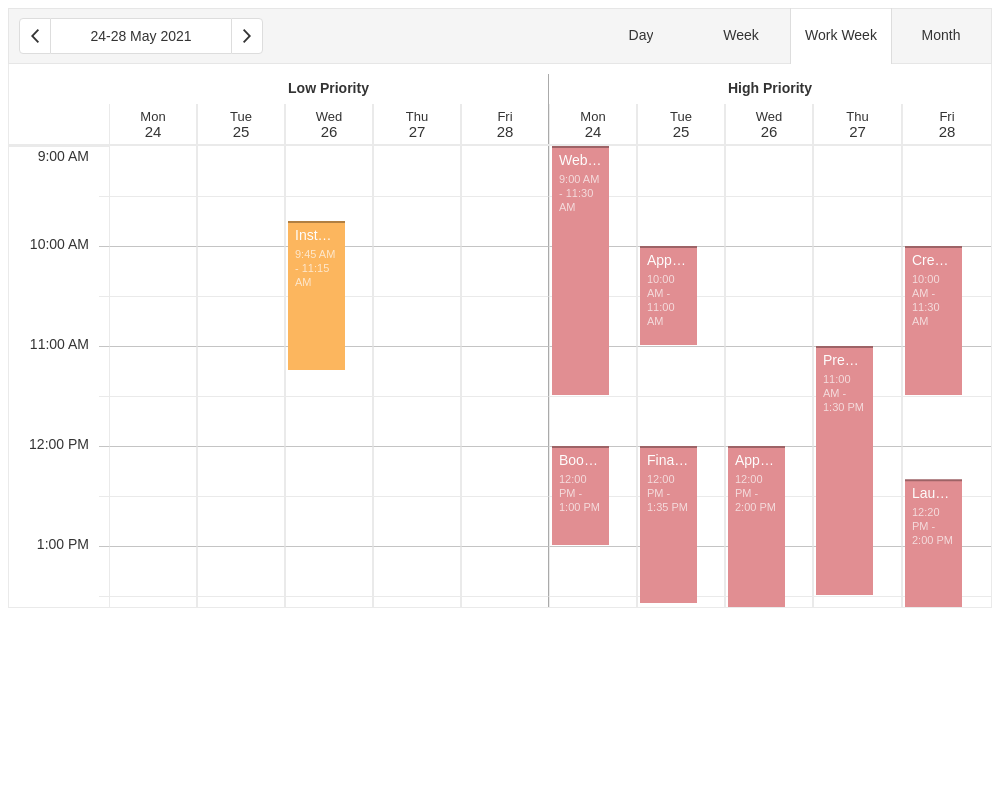 24-28 May 2021
Day
Week
Work Week
Month
Low Priority
High Priority
Mon Tue Wed Thu Fri Mon Tue Wed Thu Fri
24 25 26 27 28 24 25 26 27 28
9:00 AM
10:00 AM
11:00 AM
12:00 PM
1:00 PM
Inst…
9:45 AM
- 11:15
AM
Web…
9:00 AM
- 11:30
AM
Boo…
12:00
PM -
1:00 PM
App…
10:00
AM -
11:00
AM
Fina…
12:00
PM -
1:35 PM
App…
12:00
PM -
2:00 PM
Pre…
11:00
AM -
1:30 PM
Cre…
10:00
AM -
11:30
AM
Lau…
12:20
PM -
2:00 PM